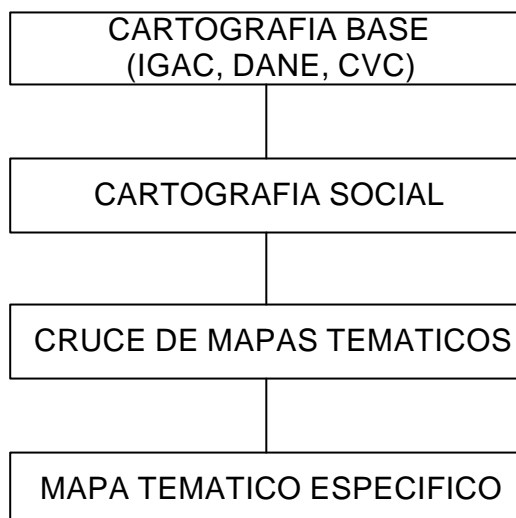 CARTOGRAFIA BASE
(IGAC, DANE, CVC)
CARTOGRAFIA SOCIAL
CRUCE DE MAPAS TEMATICOS
MAPA TEMATICO ESPECIFICO